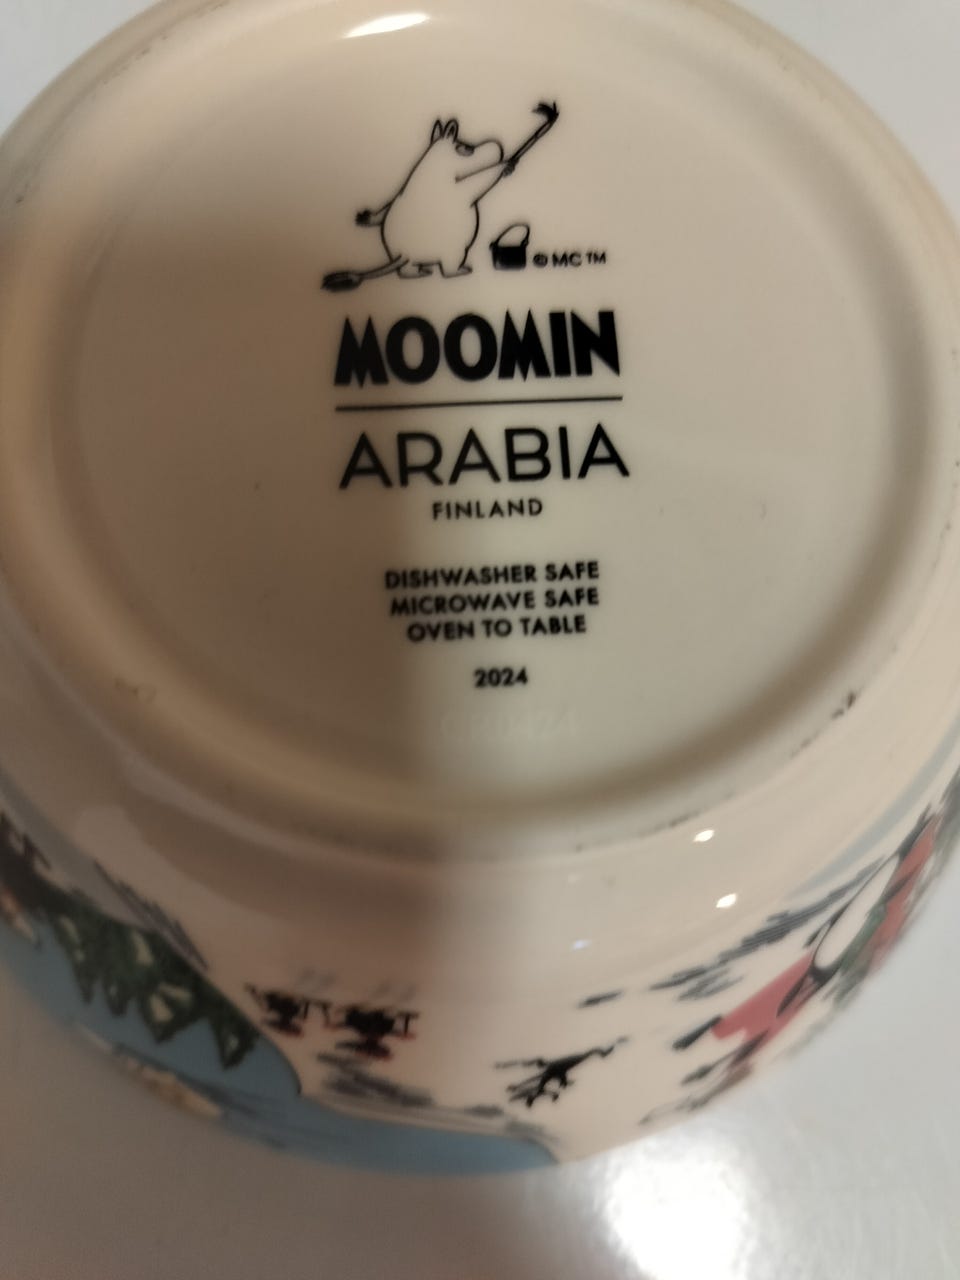 © MC ™
MOOMIN
ARABIA
FINLAND
DISHWASHER SAFE
MICROWAVE SAFE
OVEN TO TABLE
2024